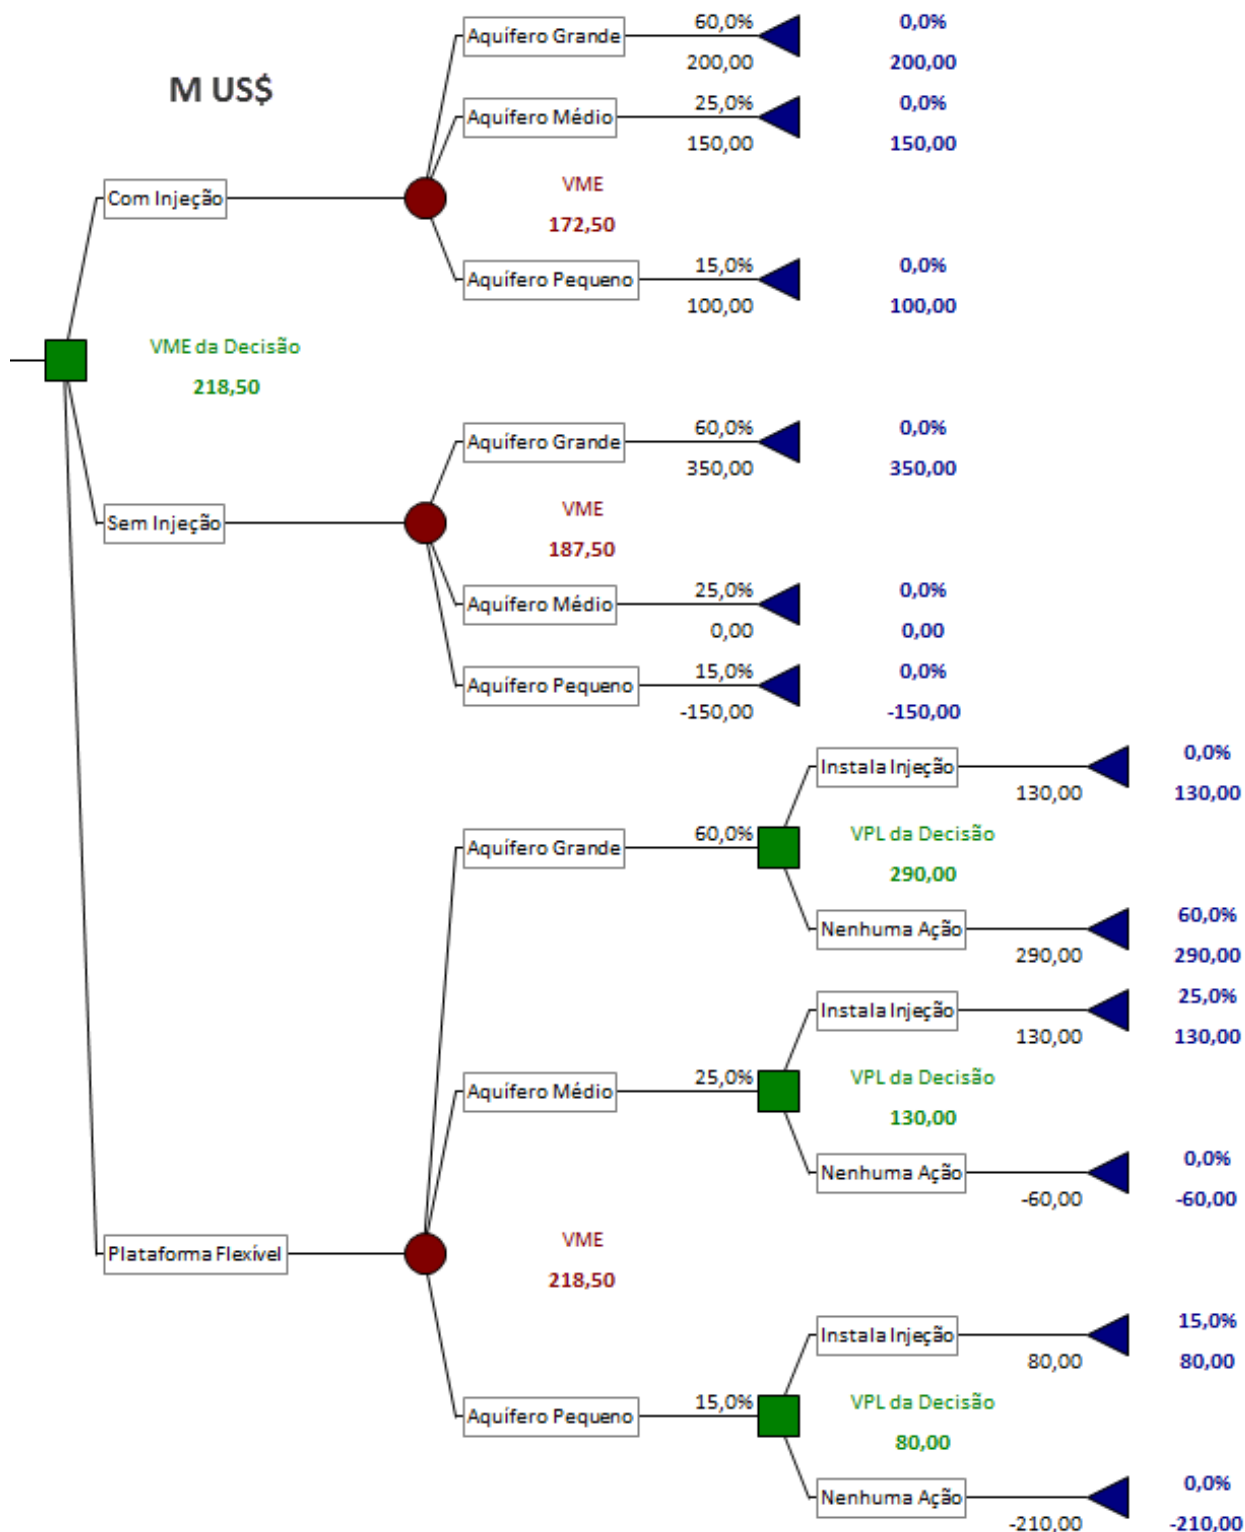 60,0% 0,0%
Aquífero Grande
200,00 200,00
M US$
25,0% 0,0%
Aquífero Médio
150,00 150,00
VME
Com Injeção
172,50
15,0% 0,0%
Aquífero Pequeno
100,00 100,00
VME da Decisão
218,50
60,0% 0,0%
Aquífero Grande
350,00 350,00
VME
Sem Injeção
187,50
25,0% 0,0%
Aquífero Médio
0,00 0,00
15,0% 0,0%
Aquífero Pequeno
-150,00 -150,00
0,0%
Instala Injeção
130,00 130,00
60,0% VPL da Decisão
Aquífero Grande
290,00
60,0%
Nenhuma Ação
290,00 290,00
25,0%
Instala Injeção
130,00 130,00
25,0% VPL da Decisão
Aquífero Médio
130,00
0,0%
Nenhuma Ação
-60,00 -60,00
VME
Plataforma Flexível
218,50
15,0%
Instala Injeção
80,00 80,00
15,0% VPL da Decisão
Aquífero Pequeno
80,00
0,0%
Nenhuma Ação
-210,00 -210,00